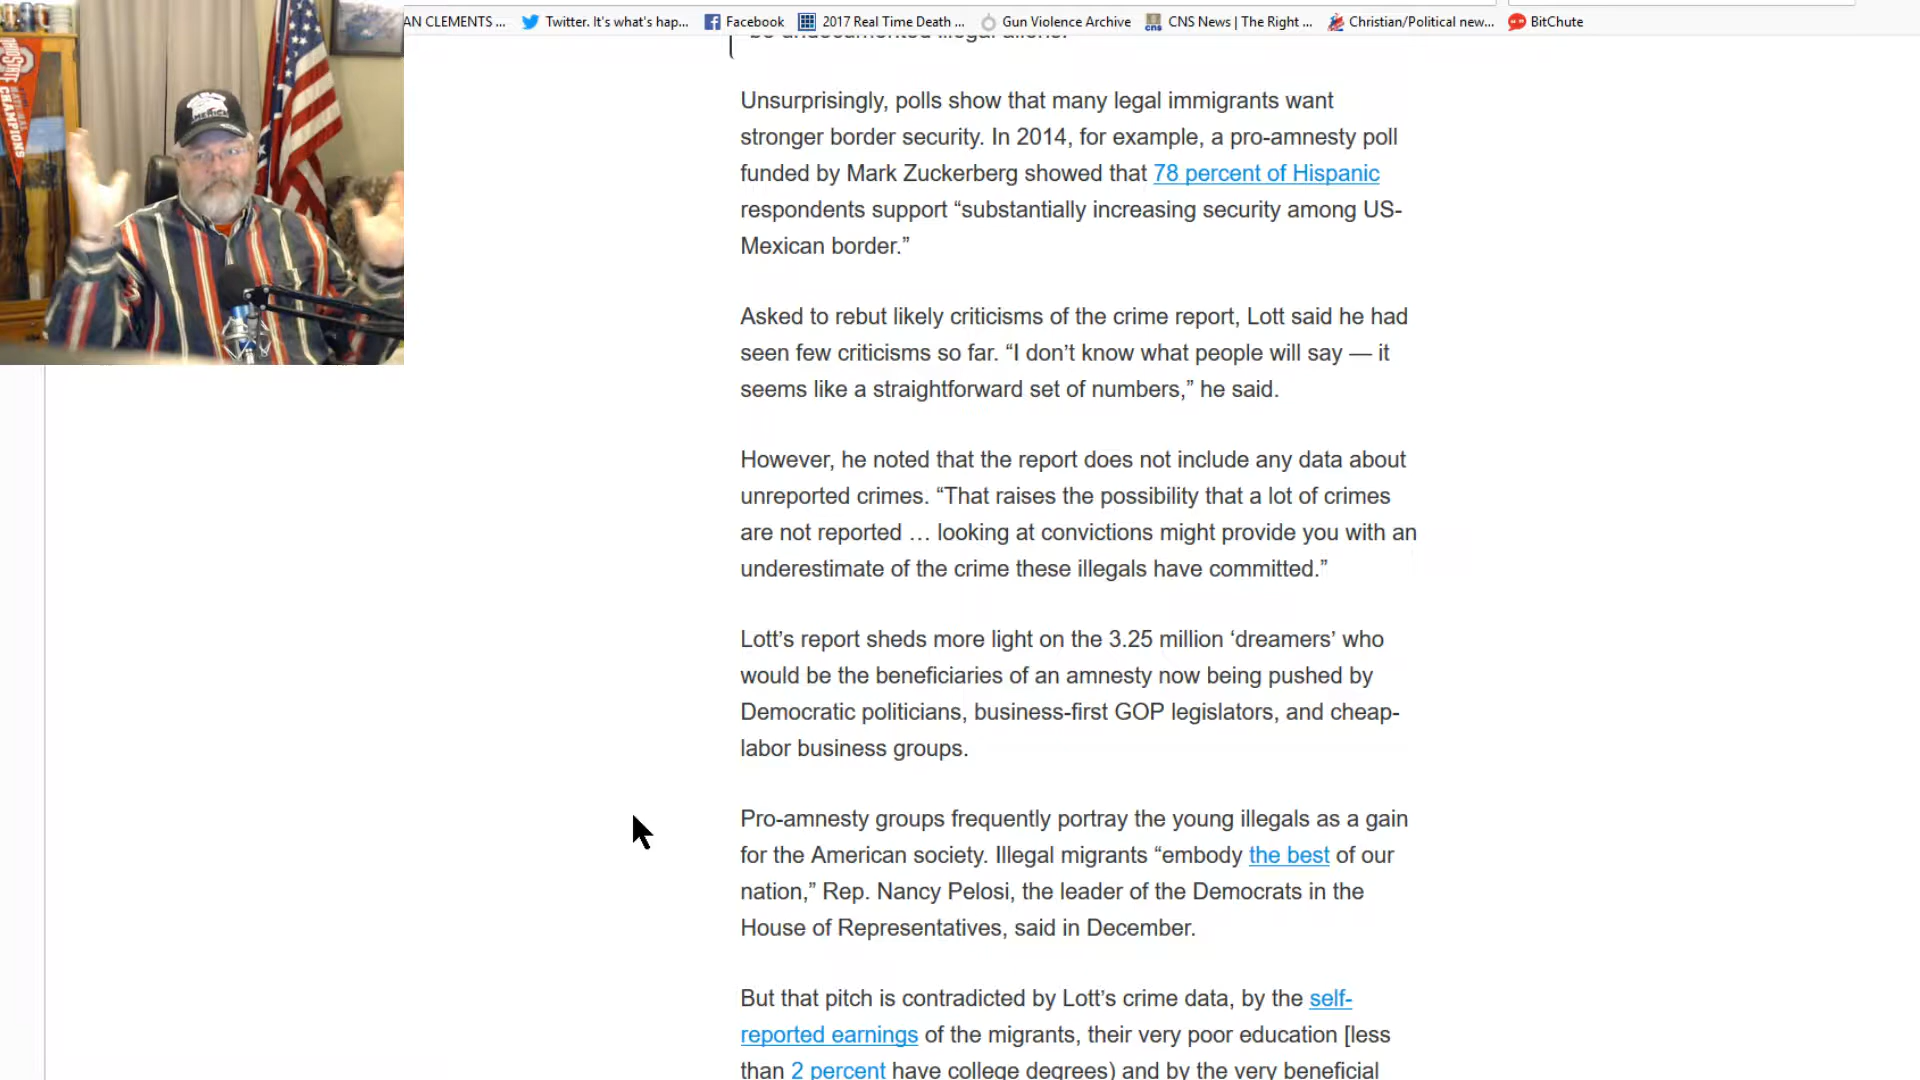 AN CLEMENTS ... Twitter. It's what's hap... Facebook 2017 Real Time Death ... Gun Violence Archive CNS News | The Right ... Christian/Political new... BitChute
be undocumented illegal aliens.
Unsurprisingly, polls show that many legal immigrants want
stronger border security. In 2014, for example, a pro-amnesty poll
funded by Mark Zuckerberg showed that 78 percent of Hispanic
respondents support “substantially increasing security among US-
Mexican border.”
Asked to rebut likely criticisms of the crime report, Lott said he had
seen few criticisms so far. “I don’t know what people will say — it
seems like a straightforward set of numbers,” he said.
However, he noted that the report does not include any data about
unreported crimes. “That raises the possibility that a lot of crimes
are not reported … looking at convictions might provide you with an
underestimate of the crime these illegals have committed.”
Lott’s report sheds more light on the 3.25 million ‘dreamers’ who
would be the beneficiaries of an amnesty now being pushed by
Democratic politicians, business-first GOP legislators, and cheap-
labor business groups.
Pro-amnesty groups frequently portray the young illegals as a gain
for the American society. Illegal migrants “embody the best of our
nation,” Rep. Nancy Pelosi, the leader of the Democrats in the
House of Representatives, said in December.
But that pitch is contradicted by Lott’s crime data, by the self-
reported earnings of the migrants, their very poor education [less
than 2 percent have college degrees) and by the very beneficial
OHIO STATE
CHAMPIONS